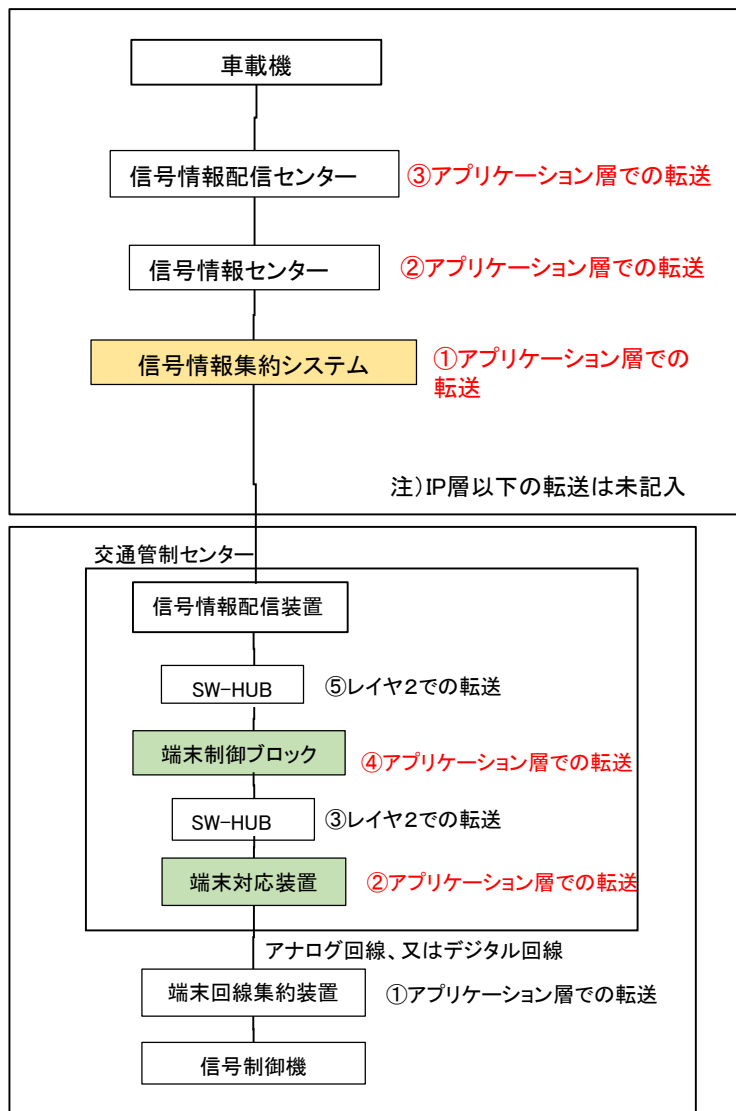 車載機
信号情報配信センター
③アプリケーション層での転送
信号情報センター
②アプリケーション層での転送
信号情報集約システム
①アプリケーション層での
転送
注)IP層以下の転送は未記入
交通管制センター
信号情報配信装置
SW-HUB
⑤レイヤ2での転送
端末制御ブロック
④アプリケーション層での転送
SW-HUB
③レイヤ2での転送
端末対応装置
②アプリケーション層での転送
アナログ回線、又はデジタル回線
端末回線集約装置
①アプリケーション層での転送
信号制御機